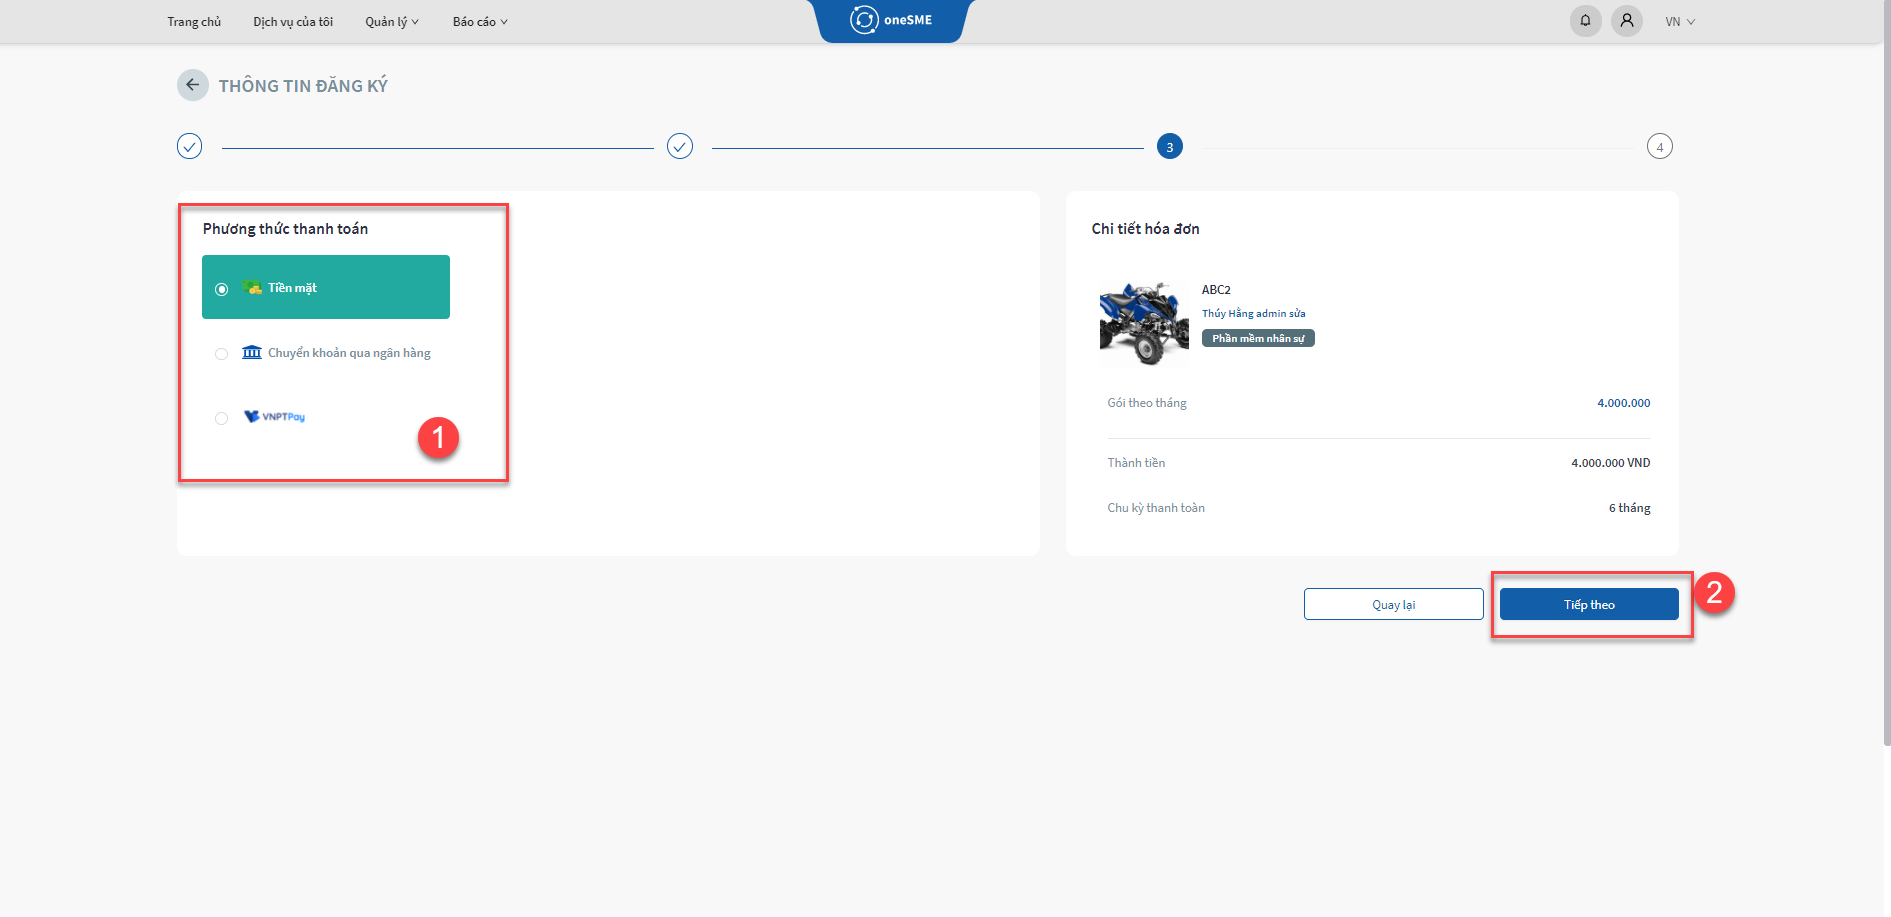 Trang chủ
Dịch vụ của tôi
Quản lý
Báo cáo
oneSME
VN
THÔNG TIN ĐĂNG KÝ
3
4
Phương thức thanh toán
Tiền mặt
Chuyển khoản qua ngân hàng
VNPTPay
1
Chi tiết hóa đơn
ABC2
Thúy Hằng admin sửa
Phần mềm nhân sự
Gói theo tháng
4.000.000
Thành tiền
4.000.000 VND
Chu kỳ thanh toàn
6 tháng
Quay lại
Tiếp theo
2